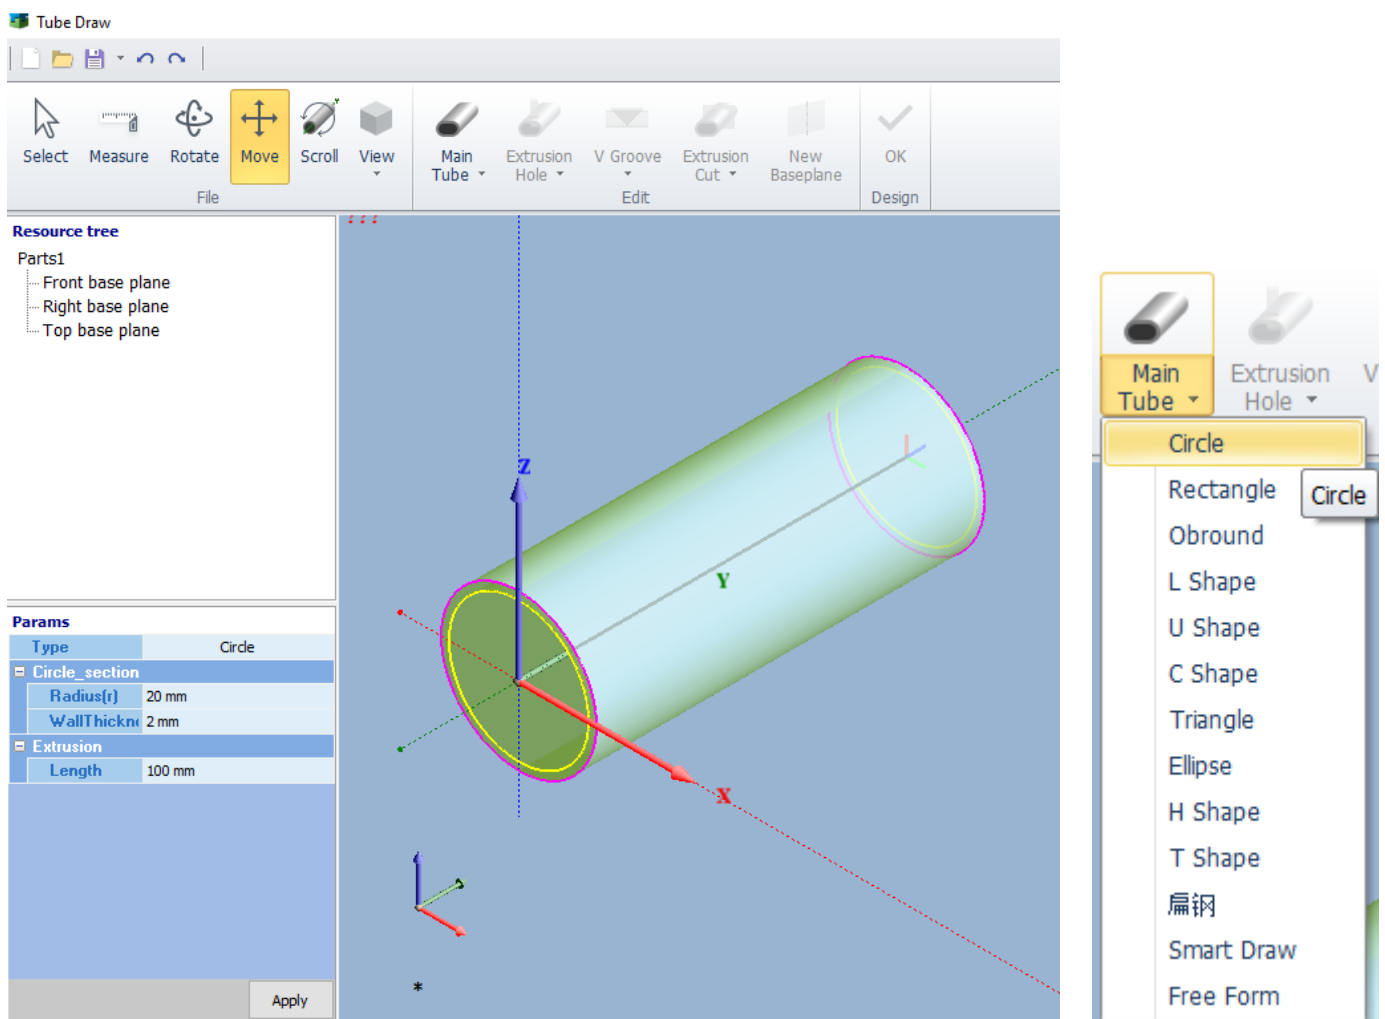 Tube Draw
Select
Measure
Rotate
Move
Scroll
View
Main
Tube
Extrusion
Hole
V Groove
Extrusion
Cut
New
Baseplane
OK
File
Edit
Design
Resource tree
Parts1
Front base plane
Right base plane
Top base plane
Params
Type Circle
Circle_section
Radius(r) 20 mm
WallThickn 2 mm
Extrusion
Length 100 mm
Apply
???
Z
Y
X
*
Main
Tube
Extrusion
Hole
V
Circle
Rectangle
Circle
Obround
L Shape
U Shape
C Shape
Triangle
Ellipse
H Shape
T Shape
扁钢
Smart Draw
Free Form